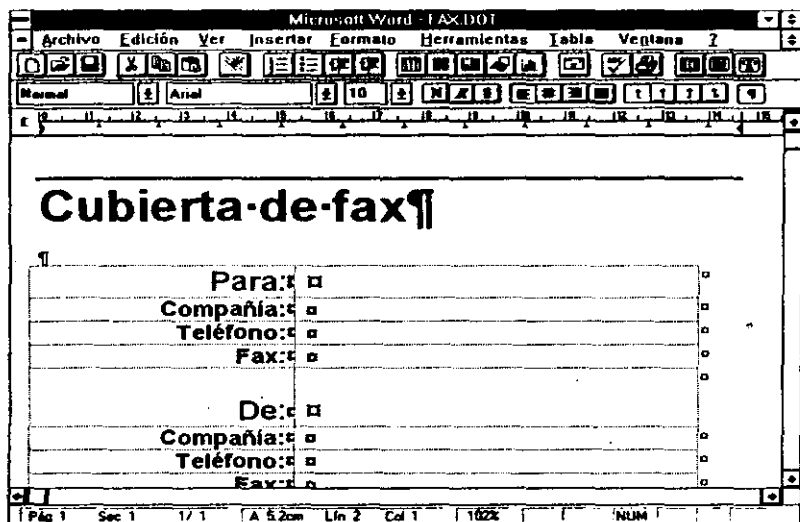 Microsoft Word - FAX.DOT
Archivo Edición Ver Insertar Formato Herramientas Tabla Ventana ?
Normal Arial 10 N K S
Cubierta·de·fax¶
¶
Para:¤ ¤ ¤
Compañía:¤ ¤ ¤
Teléfono:¤ ¤ ¤
Fax:¤ ¤ ¤
¤
De:¤ ¤
Compañía:¤ ¤ ¤
Teléfono:¤ ¤ ¤
Fax:¤ ¤ ¤
Pág 1 Sec 1 1/ 1 A 5.2cm Lín 2 Col 1 102% NUM